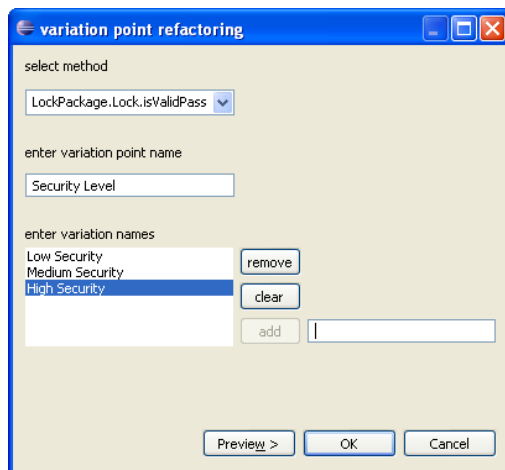 variation point refactoring
select method
LockPackage.Lock.isValidPass
enter variation point name
Security Level
enter variation names
Low Security
Medium Security
High Security
remove
clear
add
Preview >
OK
Cancel